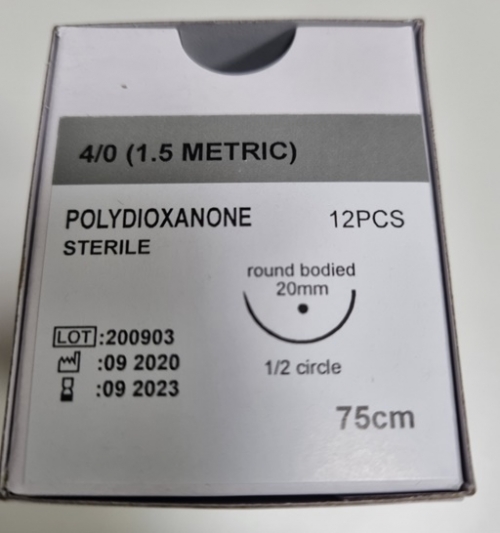 4/0 (1.5 METRIC)
POLYDIOXANONE 12PCS
STERILE
round bodied
20mm
LOT:200903
:09 2020
1/2 circle
:09 2023
75cm